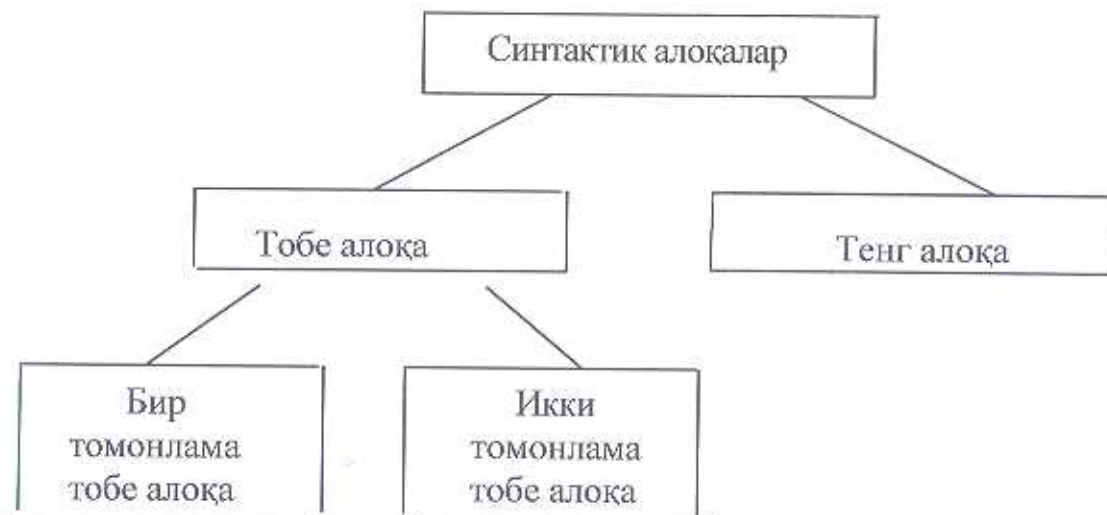 Синтактик алоқалар
Тобе алоқа
Тенг алоқа
Бир
томонлама
тобе алоқа
Икки
томонлама
тобе алоқа